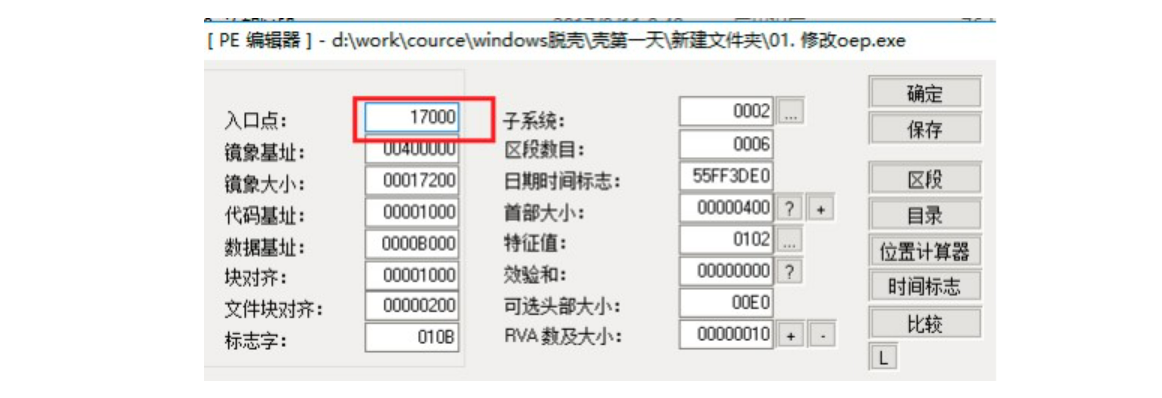 [ PE 编辑器 ] - d:\work\cource\windows脱壳\壳第一天\新建文件夹\01. 修改oep.exe
入口点: 17000 子系统: 0002 ... 确定
镜象基址: 00400000 区段数目: 0006 保存
镜象大小: 00017200 日期时间标志: 55FF3DE0 区段
代码基址: 00001000 首部大小: 00000400 ? + 目录
数据基址: 0000B000 特征值: 0102 ... 位置计算器
块对齐: 00001000 效验和: 00000000 ? 时间标志
文件块对齐: 00000200 可选头部大小: 00E0 比较
标志字: 010B RVA 数及大小: 00000010 + - L